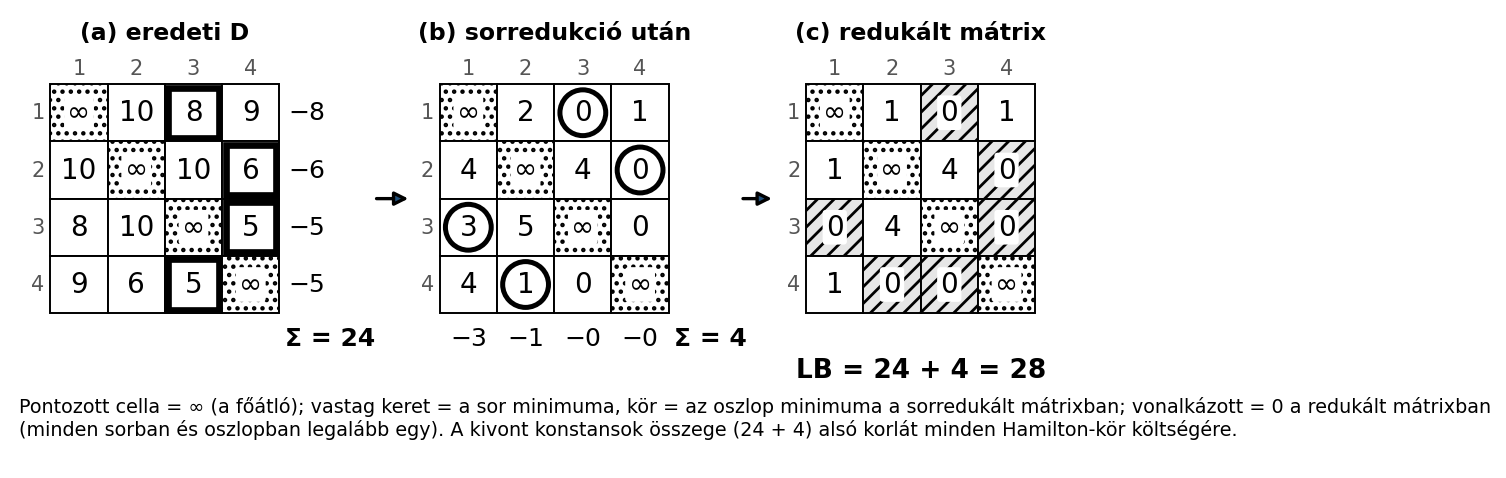 (a) eredeti D (b) sorredukció után (c) redukált mátrix
1 2 3 4 1 2 3 4 1 2 3 4
1 ∞ 10 8 9 −8 1 ∞ 2 0 1 1 ∞ 1 0 1
2 10 ∞ 10 6 −6 2 4 ∞ 4 0 2 1 ∞ 4 0
3 8 10 ∞ 5 −5 3 3 5 ∞ 0 3 0 4 ∞ 0
4 9 6 5 ∞ −5 4 4 1 0 ∞ 4 1 0 0 ∞
Σ = 24 −3 −1 −0 −0 Σ = 4
LB = 24 + 4 = 28
Pontozott cella = ∞ (a főátló); vastag keret = a sor minimuma, kör = az oszlop minimuma a sorredukált mátrixban; vonalkázott = 0 a redukált mátrixban
(minden sorban és oszlopban legalább egy). A kivont konstansok összege (24 + 4) alsó korlát minden Hamilton-kör költségére.